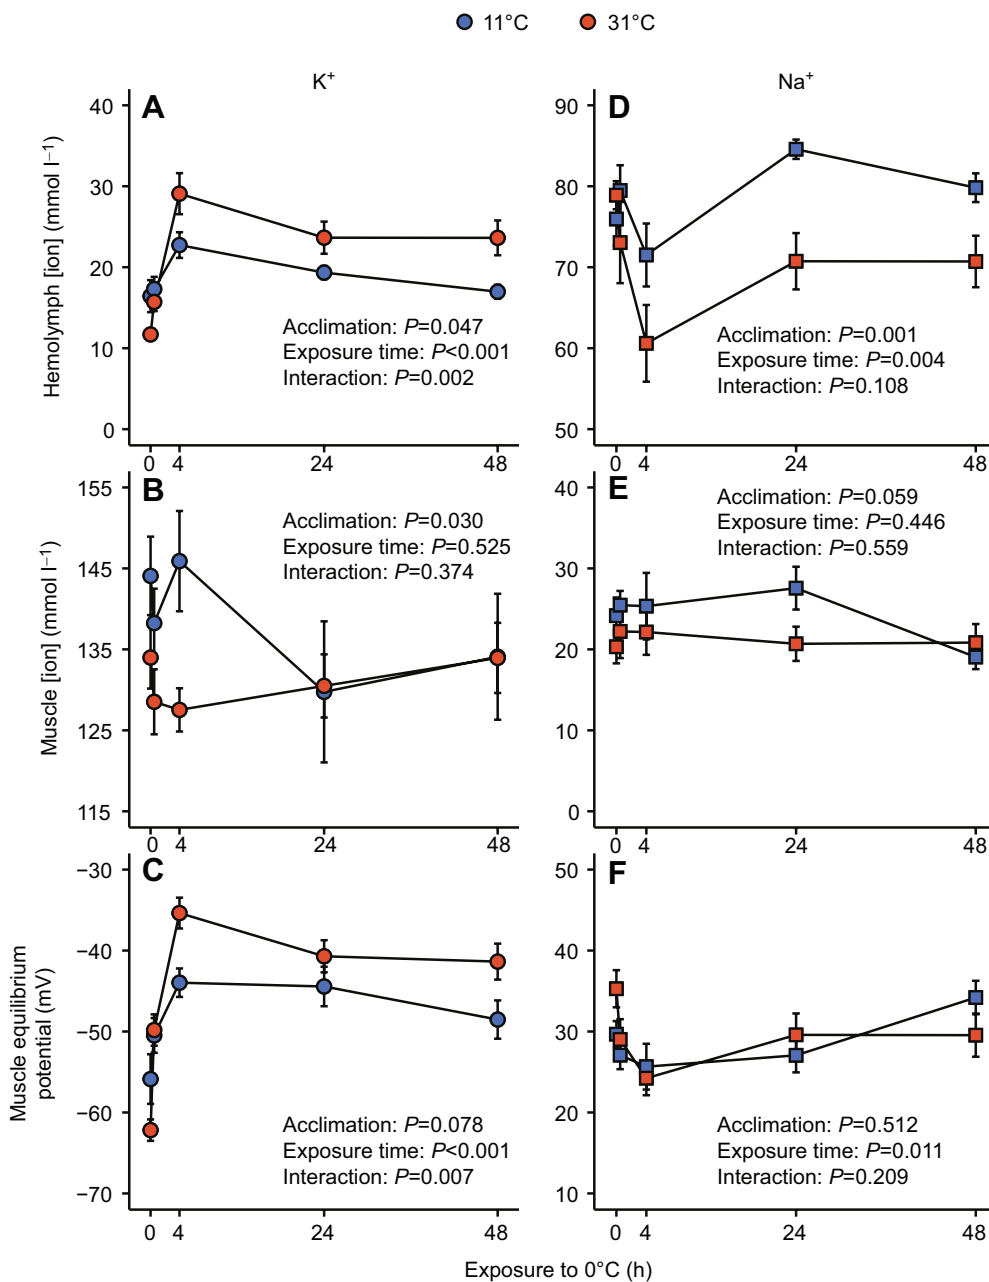 11°C 31°C
K⁺ Na⁺
A
Hemolymph [ion] (mmol l⁻¹)
40
30
20
10
0
Acclimation: P=0.047
Exposure time: P<0.001
Interaction: P=0.002
0 4 24 48
D
90
80
70
60
50
Acclimation: P=0.001
Exposure time: P=0.004
Interaction: P=0.108
0 4 24 48
B
Muscle [ion] (mmol l⁻¹)
155
145
135
125
115
Acclimation: P=0.030
Exposure time: P=0.525
Interaction: P=0.374
0 4 24 48
E
40
30
20
10
0
Acclimation: P=0.059
Exposure time: P=0.446
Interaction: P=0.559
0 4 24 48
C
Muscle equilibrium
potential (mV)
−30
−40
−50
−60
−70
Acclimation: P=0.078
Exposure time: P<0.001
Interaction: P=0.007
0 4 24 48
F
50
40
30
20
10
Acclimation: P=0.512
Exposure time: P=0.011
Interaction: P=0.209
0 4 24 48
Exposure to 0°C (h)